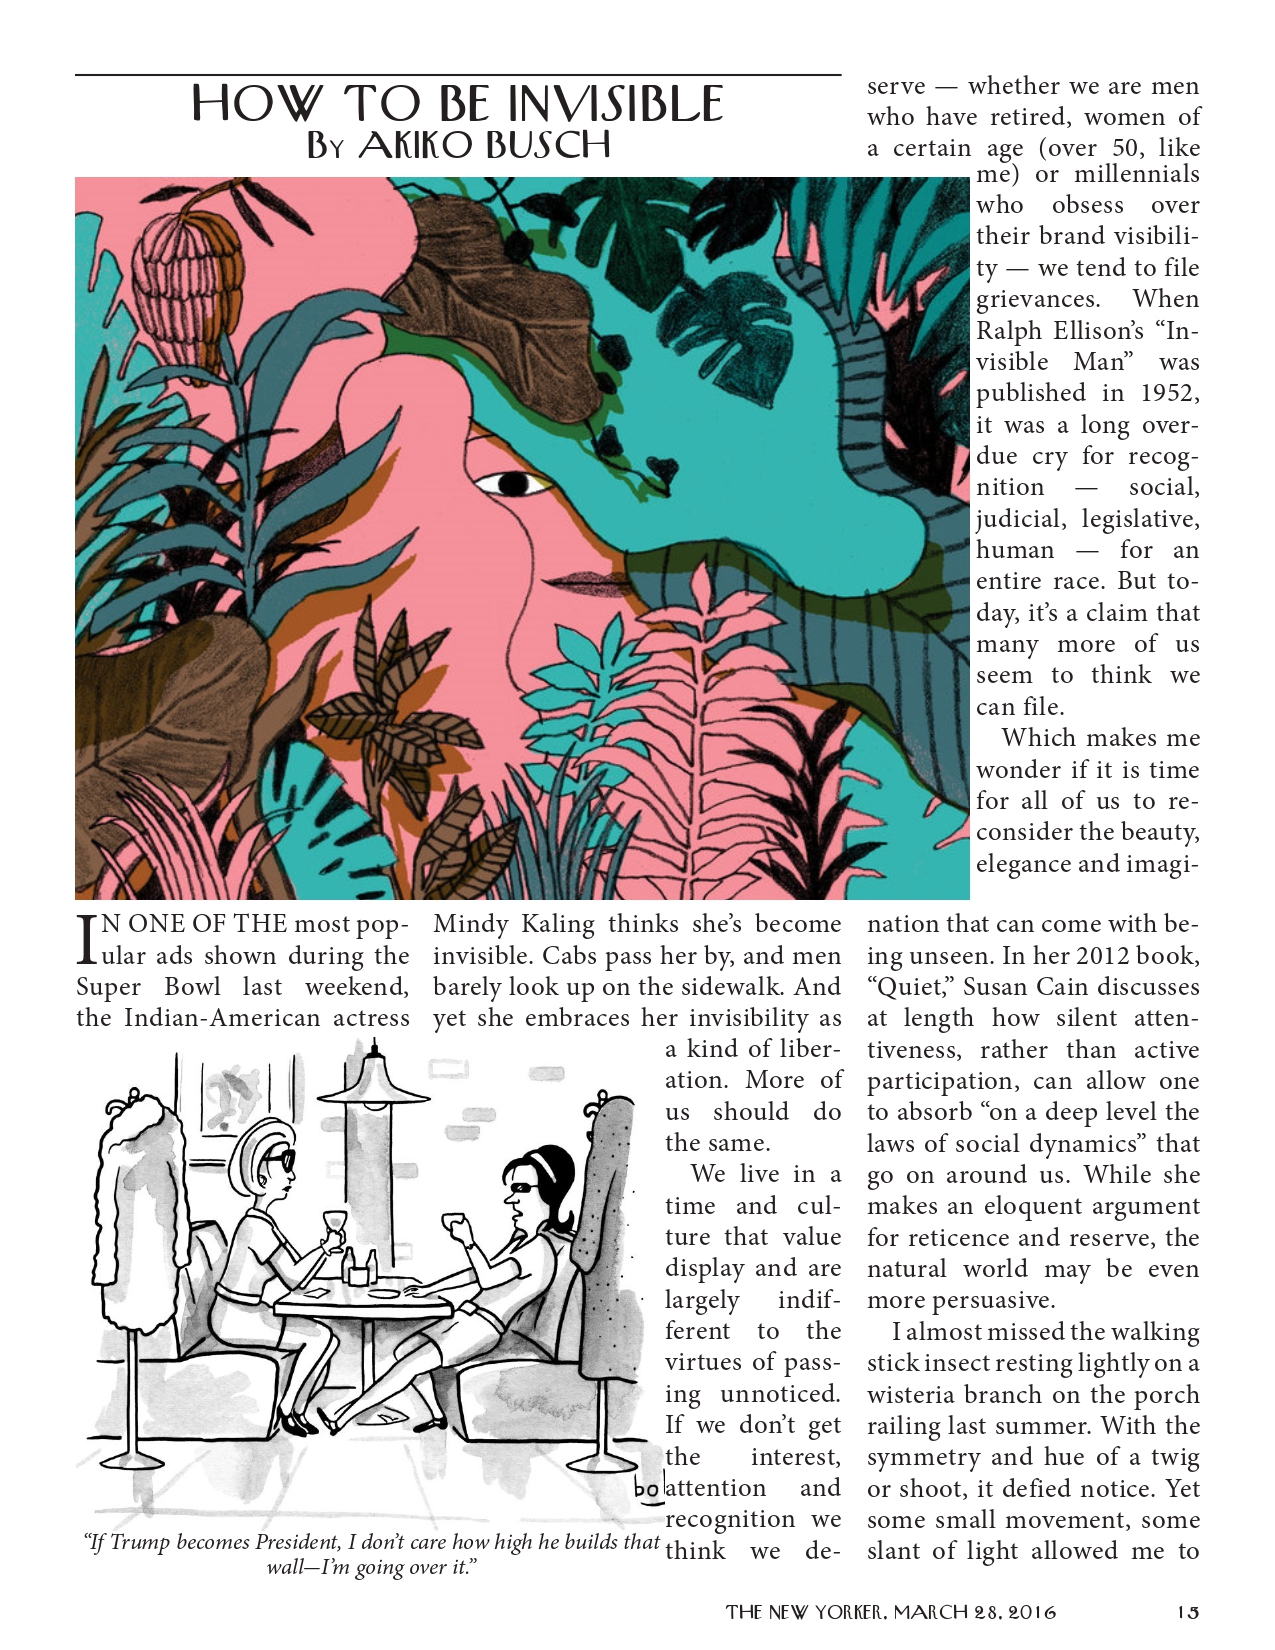 HOW TO BE INVISIBLE
BY AKIKO BUSCH
IN ONE OF THE most pop-
ular ads shown during the
Super Bowl last weekend,
the Indian-American actress
Mindy Kaling thinks she’s become
invisible. Cabs pass her by, and men
barely look up on the sidewalk. And
yet she embraces her invisibility as
a kind of liber-
ation. More of
us should do
the same.
We live in a
time and cul-
ture that value
display and are
largely indif-
ferent to the
virtues of pass-
ing unnoticed.
If we don’t get
the interest,
attention and
recognition we
think we de-
serve — whether we are men
who have retired, women of
a certain age (over 50, like
me) or millennials
who obsess over
their brand visibili-
ty — we tend to file
grievances. When
Ralph Ellison’s “In-
visible Man” was
published in 1952,
it was a long over-
due cry for recog-
nition — social,
judicial, legislative,
human — for an
entire race. But to-
day, it’s a claim that
many more of us
seem to think we
can file.
Which makes me
wonder if it is time
for all of us to re-
consider the beauty,
elegance and imagi-
nation that can come with be-
ing unseen. In her 2012 book,
“Quiet,” Susan Cain discusses
at length how silent atten-
tiveness, rather than active
participation, can allow one
to absorb “on a deep level the
laws of social dynamics” that
go on around us. While she
makes an eloquent argument
for reticence and reserve, the
natural world may be even
more persuasive.
I almost missed the walking
stick insect resting lightly on a
wisteria branch on the porch
railing last summer. With the
symmetry and hue of a twig
or shoot, it defied notice. Yet
some small movement, some
slant of light allowed me to
“If Trump becomes President, I don’t care how high he builds that
wall—I’m going over it.”
THE NEW YORKER, MARCH 28, 2016 15